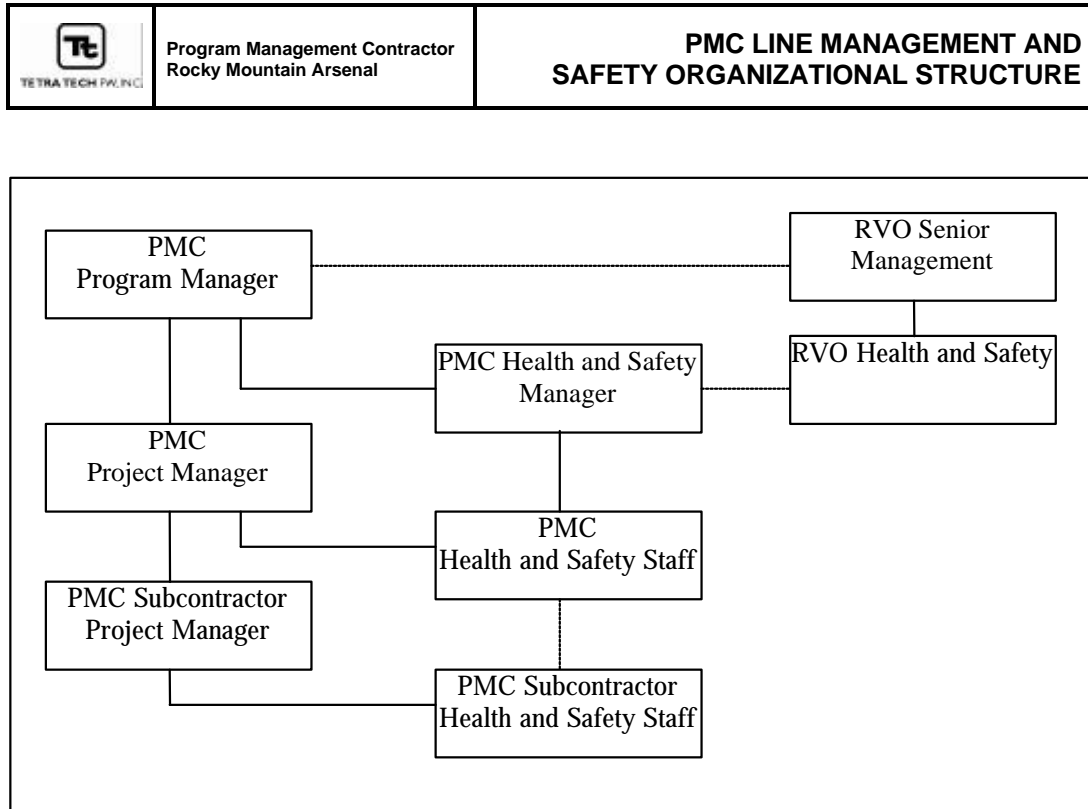 Tt
TETRA TECH FW, INC
Program Management Contractor
Rocky Mountain Arsenal
PMC LINE MANAGEMENT AND
SAFETY ORGANIZATIONAL STRUCTURE
PMC
Program Manager
RVO Senior
Management
PMC Health and Safety
Manager
RVO Health and Safety
PMC
Project Manager
PMC
Health and Safety Staff
PMC Subcontractor
Project Manager
PMC Subcontractor
Health and Safety Staff